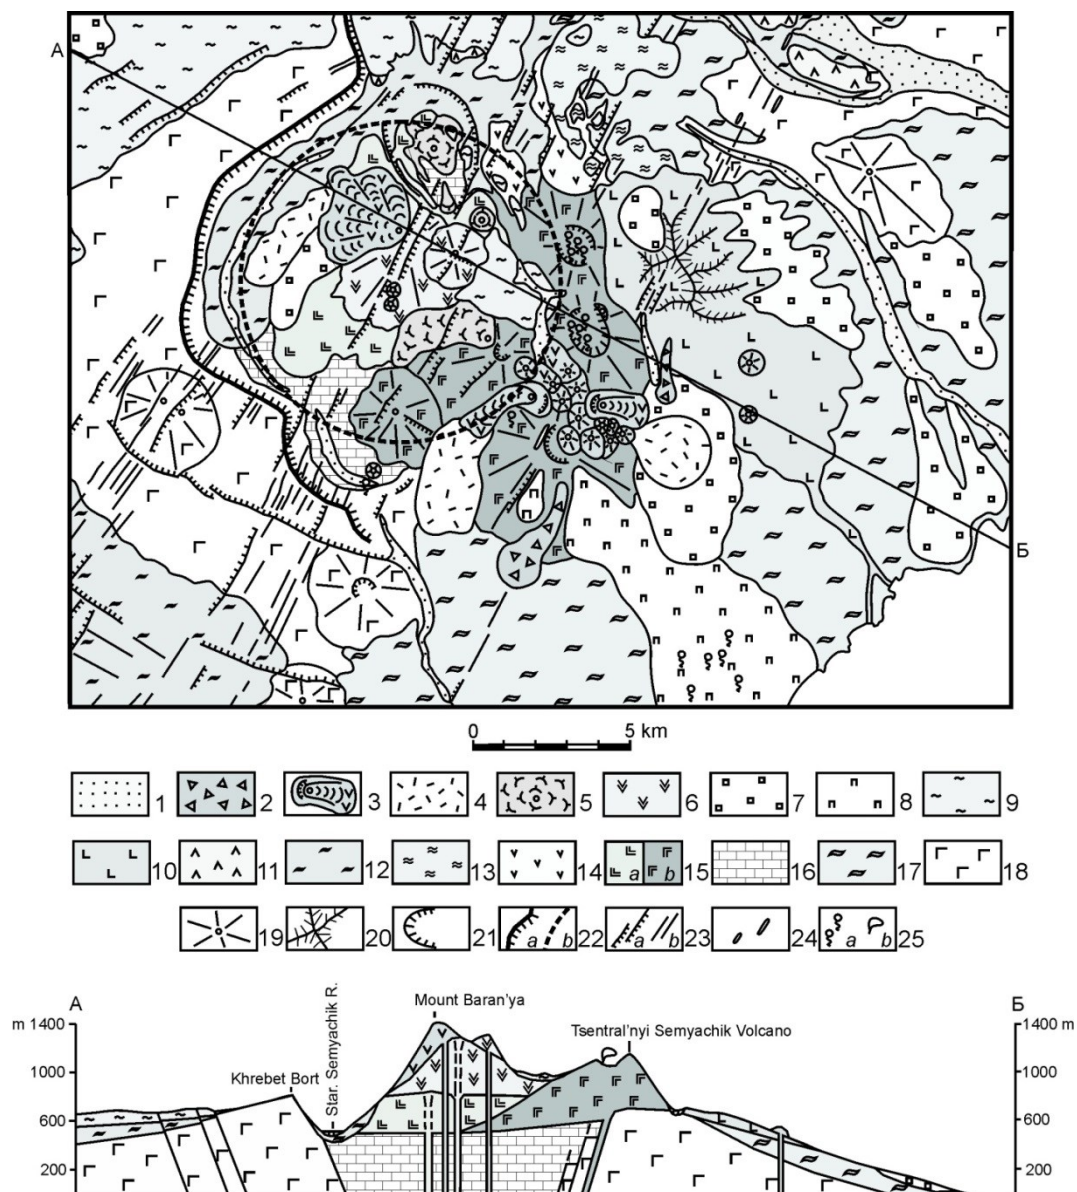 А
Б
0 5 km
1 2 3 4 5 6 7 8 9
10 11 12 13 14 a b 15 16 17 18
19 20 21 a b 22 a b 23 24 a b 25
А Б
Mount Baran'ya
Star. Semyachik R.
Tsentral'nyi Semyachik Volcano
Khrebet Bort
m 1400 1400 m
1000 1000
600 600
200 200